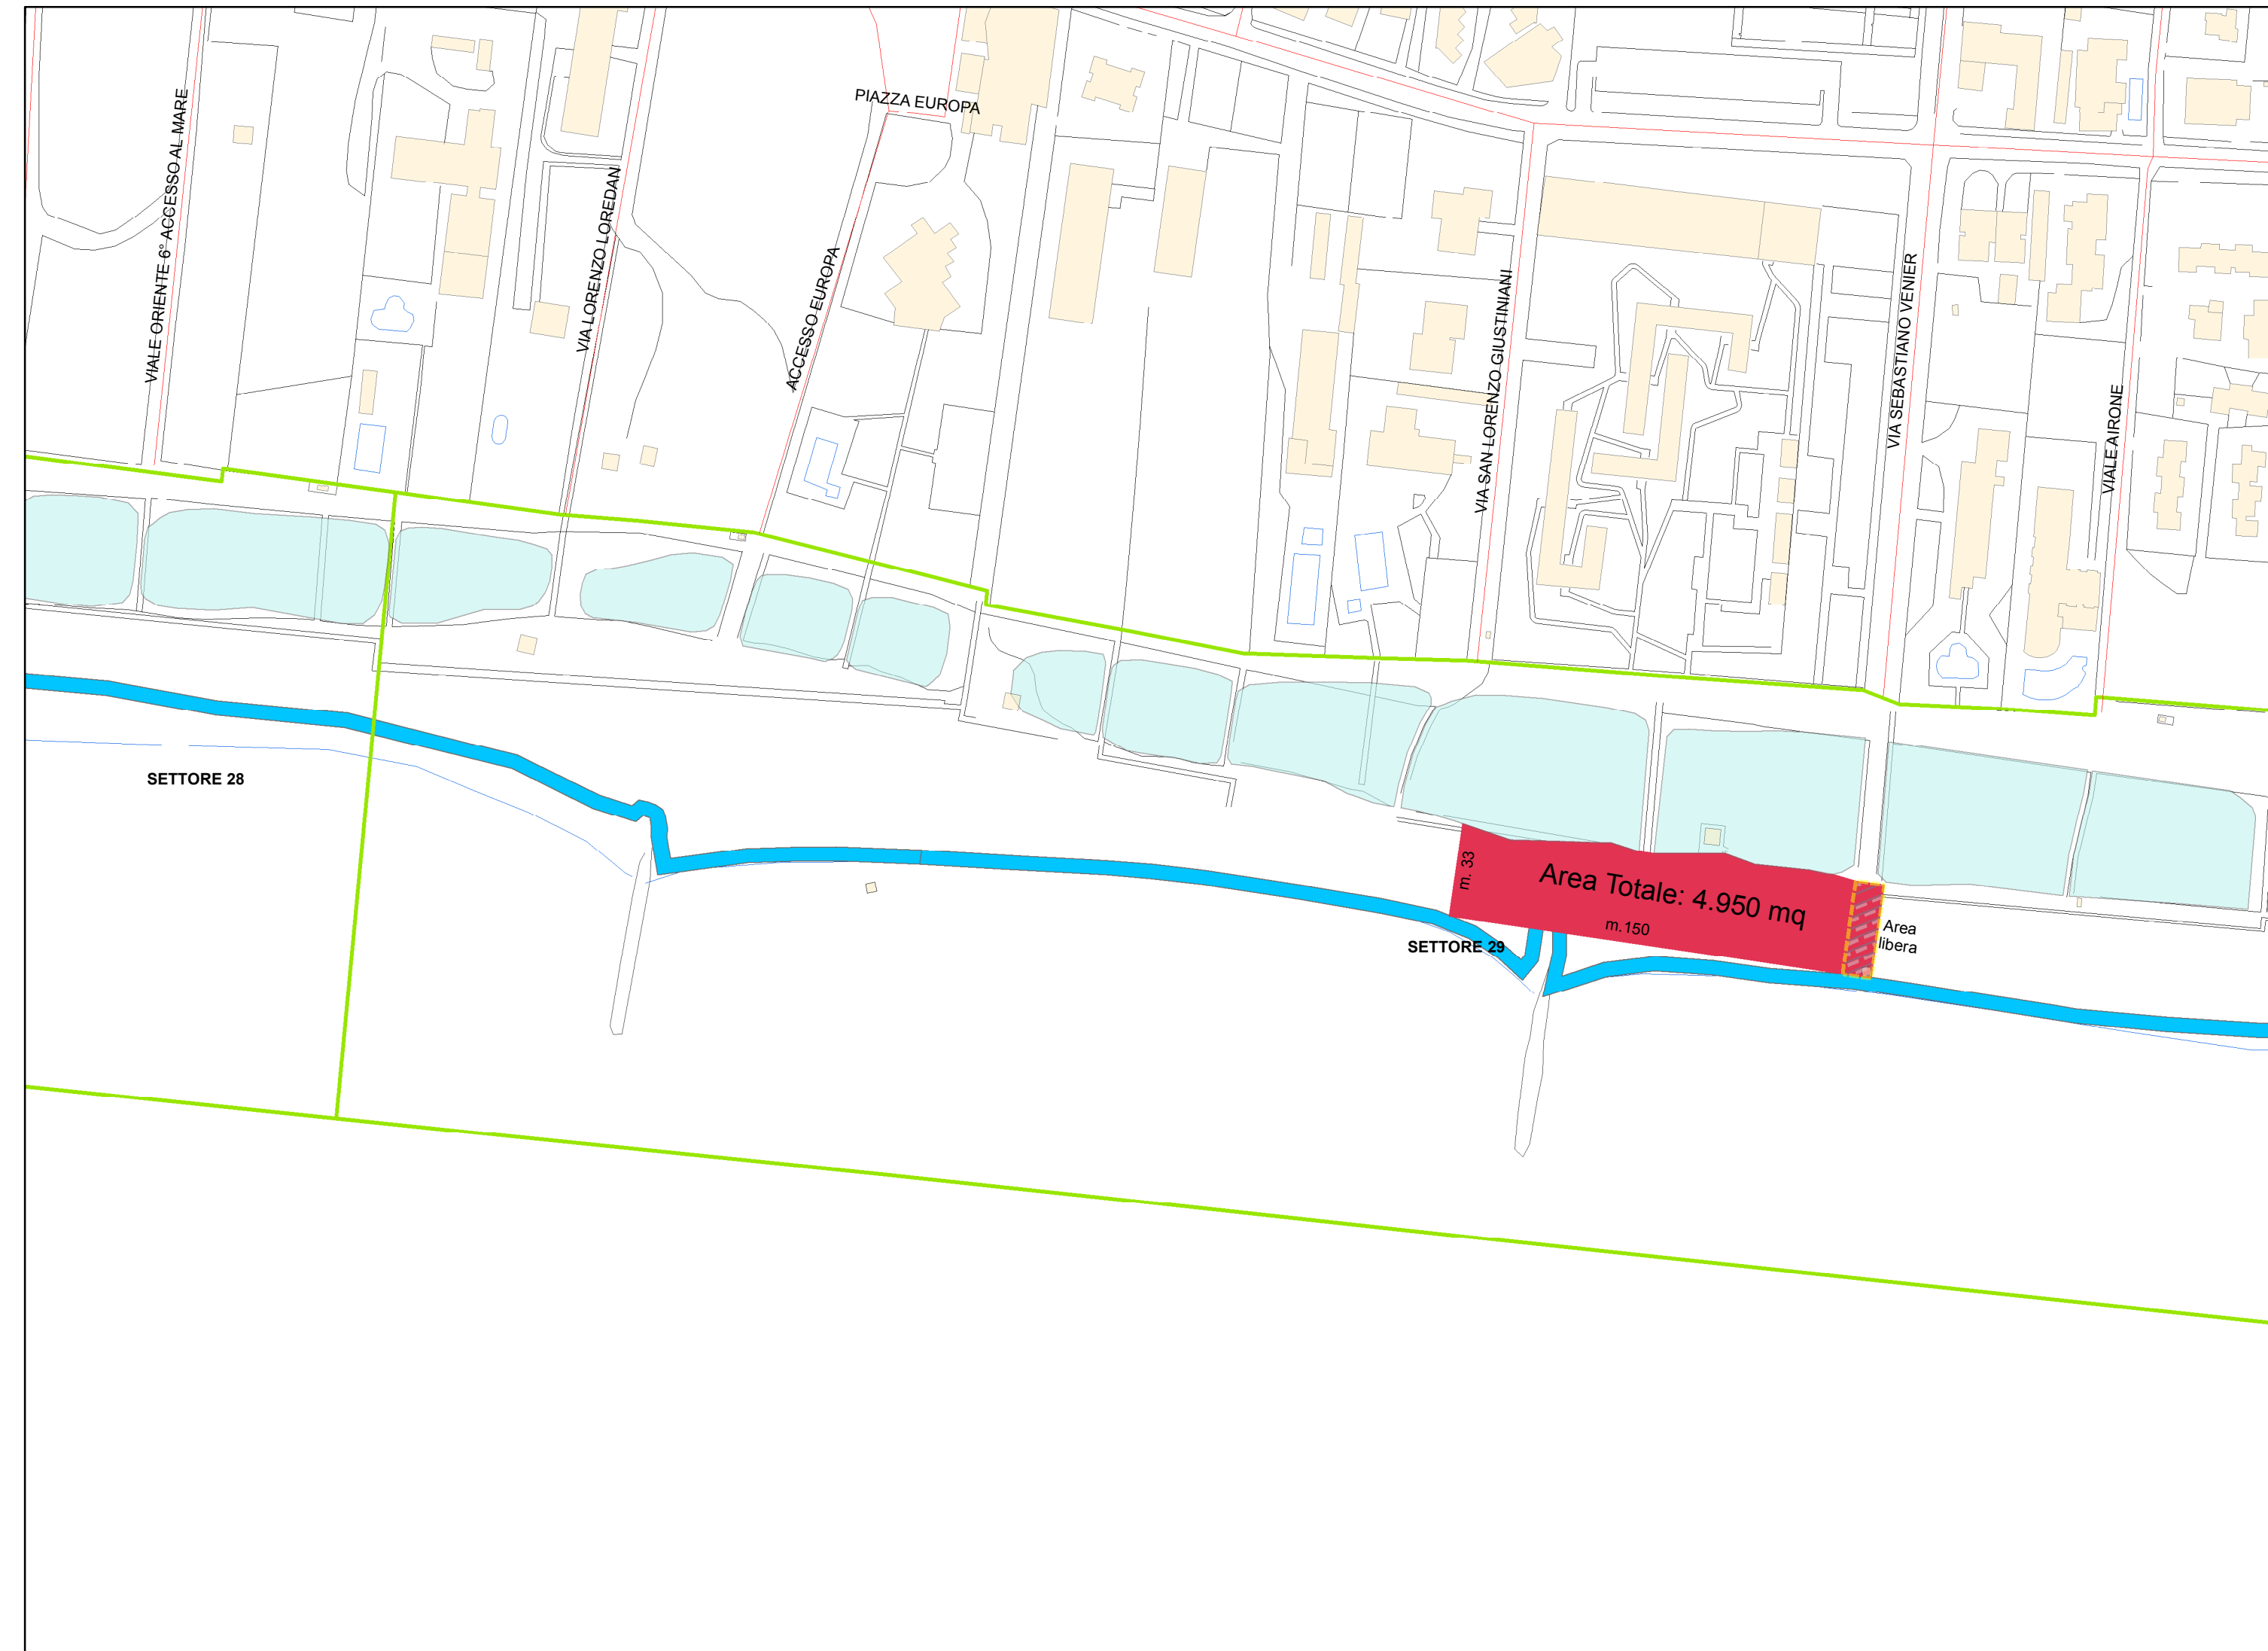 PIAZZA EUROPA
VIALE ORIENTE 6° ACCESSO AL MARE
VIA LORENZO LOREDAN
ACCESSO EUROPA
VIA SAN LORENZO GIUSTINIANI
VIA SEBASTIANO VENIER
VIALE AIRONE
SETTORE 28
m. 33
Area Totale: 4.950 mq
m.150
SETTORE 29
Area
libera